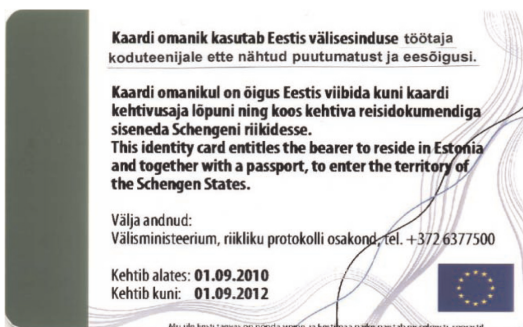 Kaardi omanik kasutab Eestis välisesinduse töötaja
koduteenijale ette nähtud puutumatust ja eesõigusi.
Kaardi omanikul on õigus Eestis viibida kuni kaardi
kehtivusaja lõpuni ning koos kehtiva reisidokumendiga
siseneda Schengeni riikidesse.
This identity card entitles the bearer to reside in Estonia
and together with a passport, to enter the territory of
the Schengen States.
Välja andnud:
Välisministeerium, riikliku protokolli osakond, tel. +372 6377500
Kehtib alates: 01.09.2010
Kehtib kuni: 01.09.2012